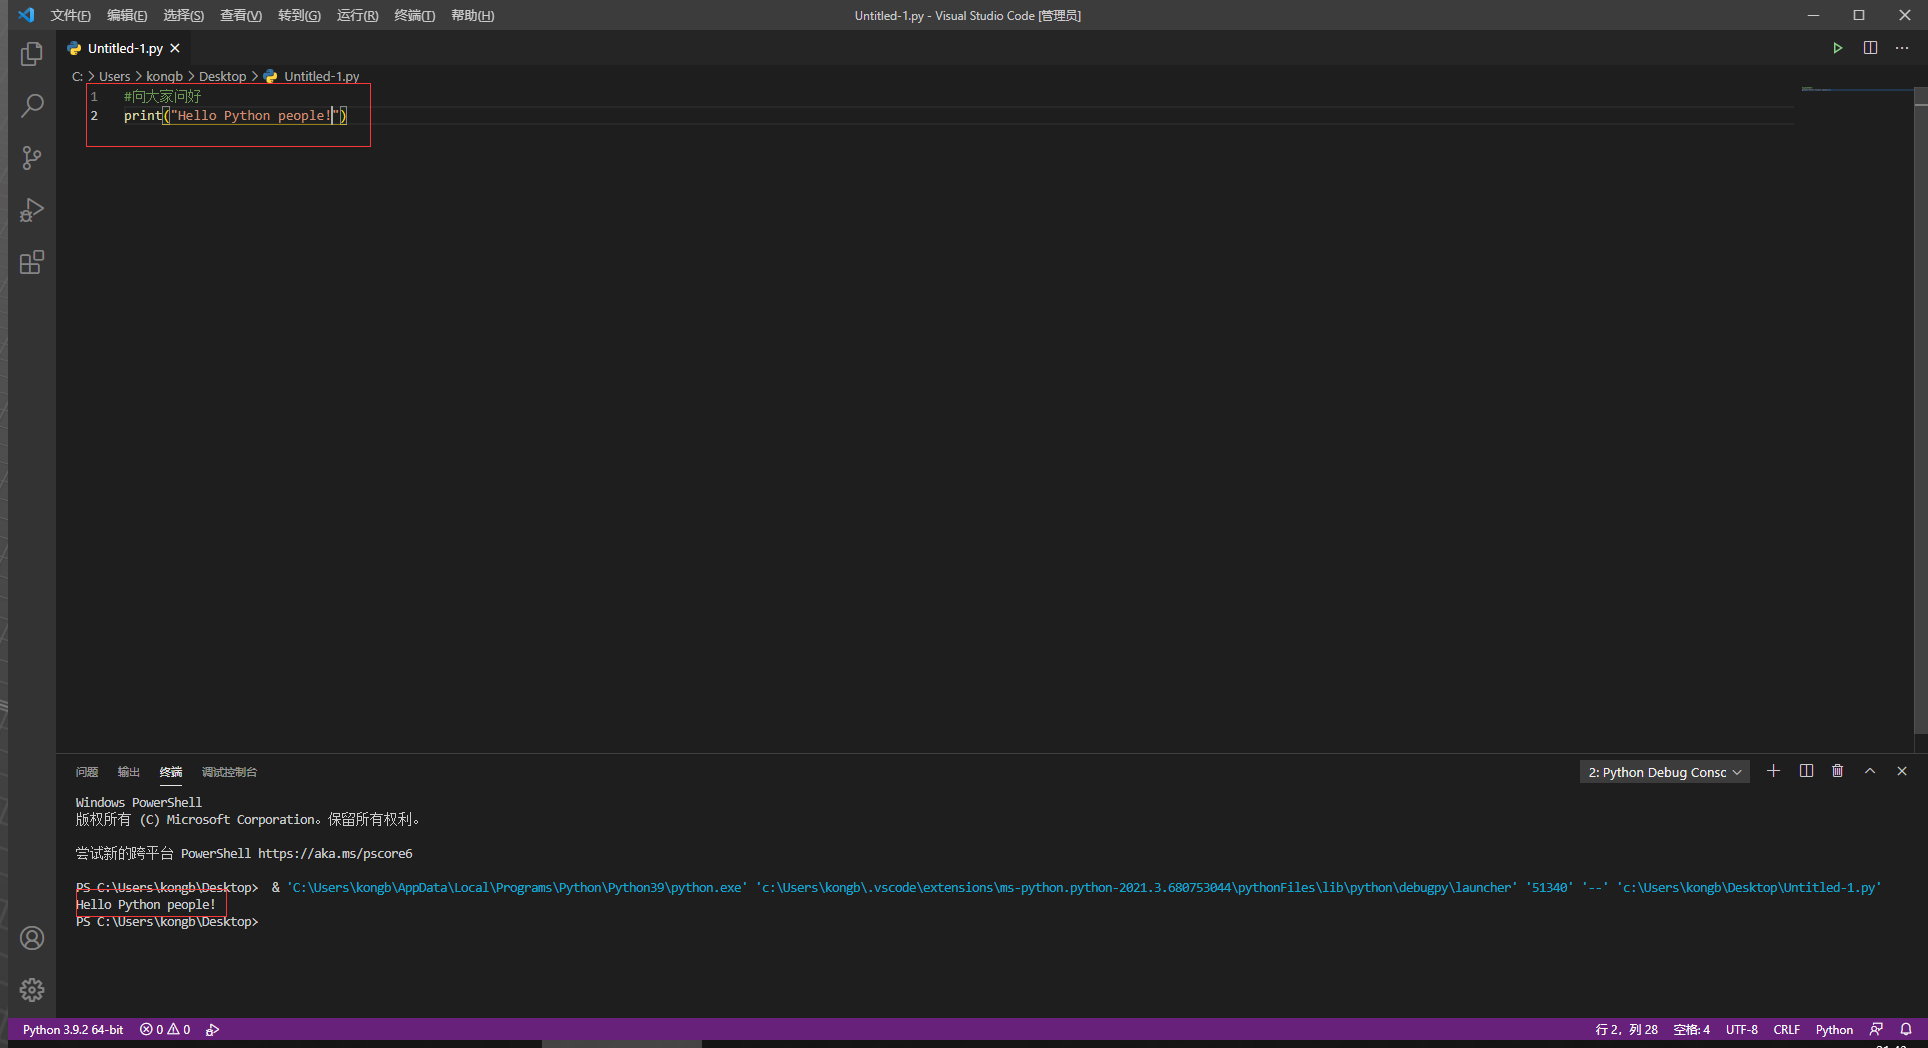 文件(F) 编辑(E) 选择(S) 查看(V) 转到(G) 运行(R) 终端(T) 帮助(H) Untitled-1.py - Visual Studio Code [管理员]
Untitled-1.py
C: > Users > kongb > Desktop > Untitled-1.py
1 #向大家问好
2 print("Hello Python people!")
问题 输出 终端 调试控制台 2: Python Debug Consc
Windows PowerShell
版权所有 (C) Microsoft Corporation。保留所有权利。
尝试新的跨平台 PowerShell https://aka.ms/pscore6
PS C:\Users\kongb\Desktop> & 'C:\Users\kongb\AppData\Local\Programs\Python\Python39\python.exe' 'c:\Users\kongb\.vscode\extensions\ms-python.python-2021.3.680753044\pythonFiles\lib\python\debugpy\launcher' '51340' '--' 'c:\Users\kongb\Desktop\Untitled-1.py'
Hello Python people!
PS C:\Users\kongb\Desktop>
Python 3.9.2 64-bit 0 0 行 2，列 28 空格: 4 UTF-8 CRLF Python